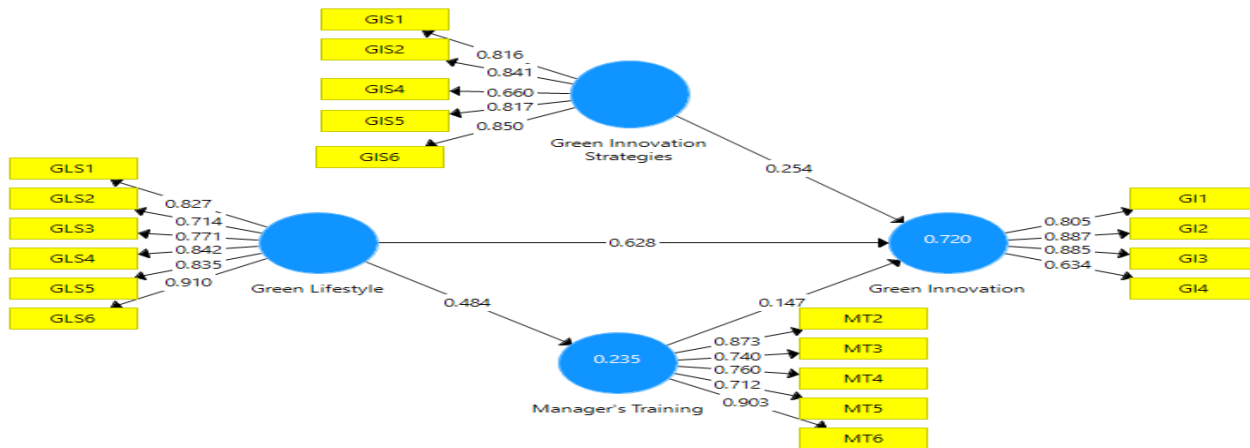 GIS1
GIS2
GIS4
GIS5
GIS6
0.816
0.841
0.660
0.817
0.850
Green Innovation
Strategies
0.254
GLS1
GLS2
GLS3
GLS4
GLS5
GLS6
0.827
0.714
0.771
0.842
0.835
0.910
Green Lifestyle
0.628
0.484
0.720
Green Innovation
0.805
0.887
0.885
0.634
GI1
GI2
GI3
GI4
0.147
0.235
Manager's Training
0.873
0.740
0.760
0.712
0.903
MT2
MT3
MT4
MT5
MT6